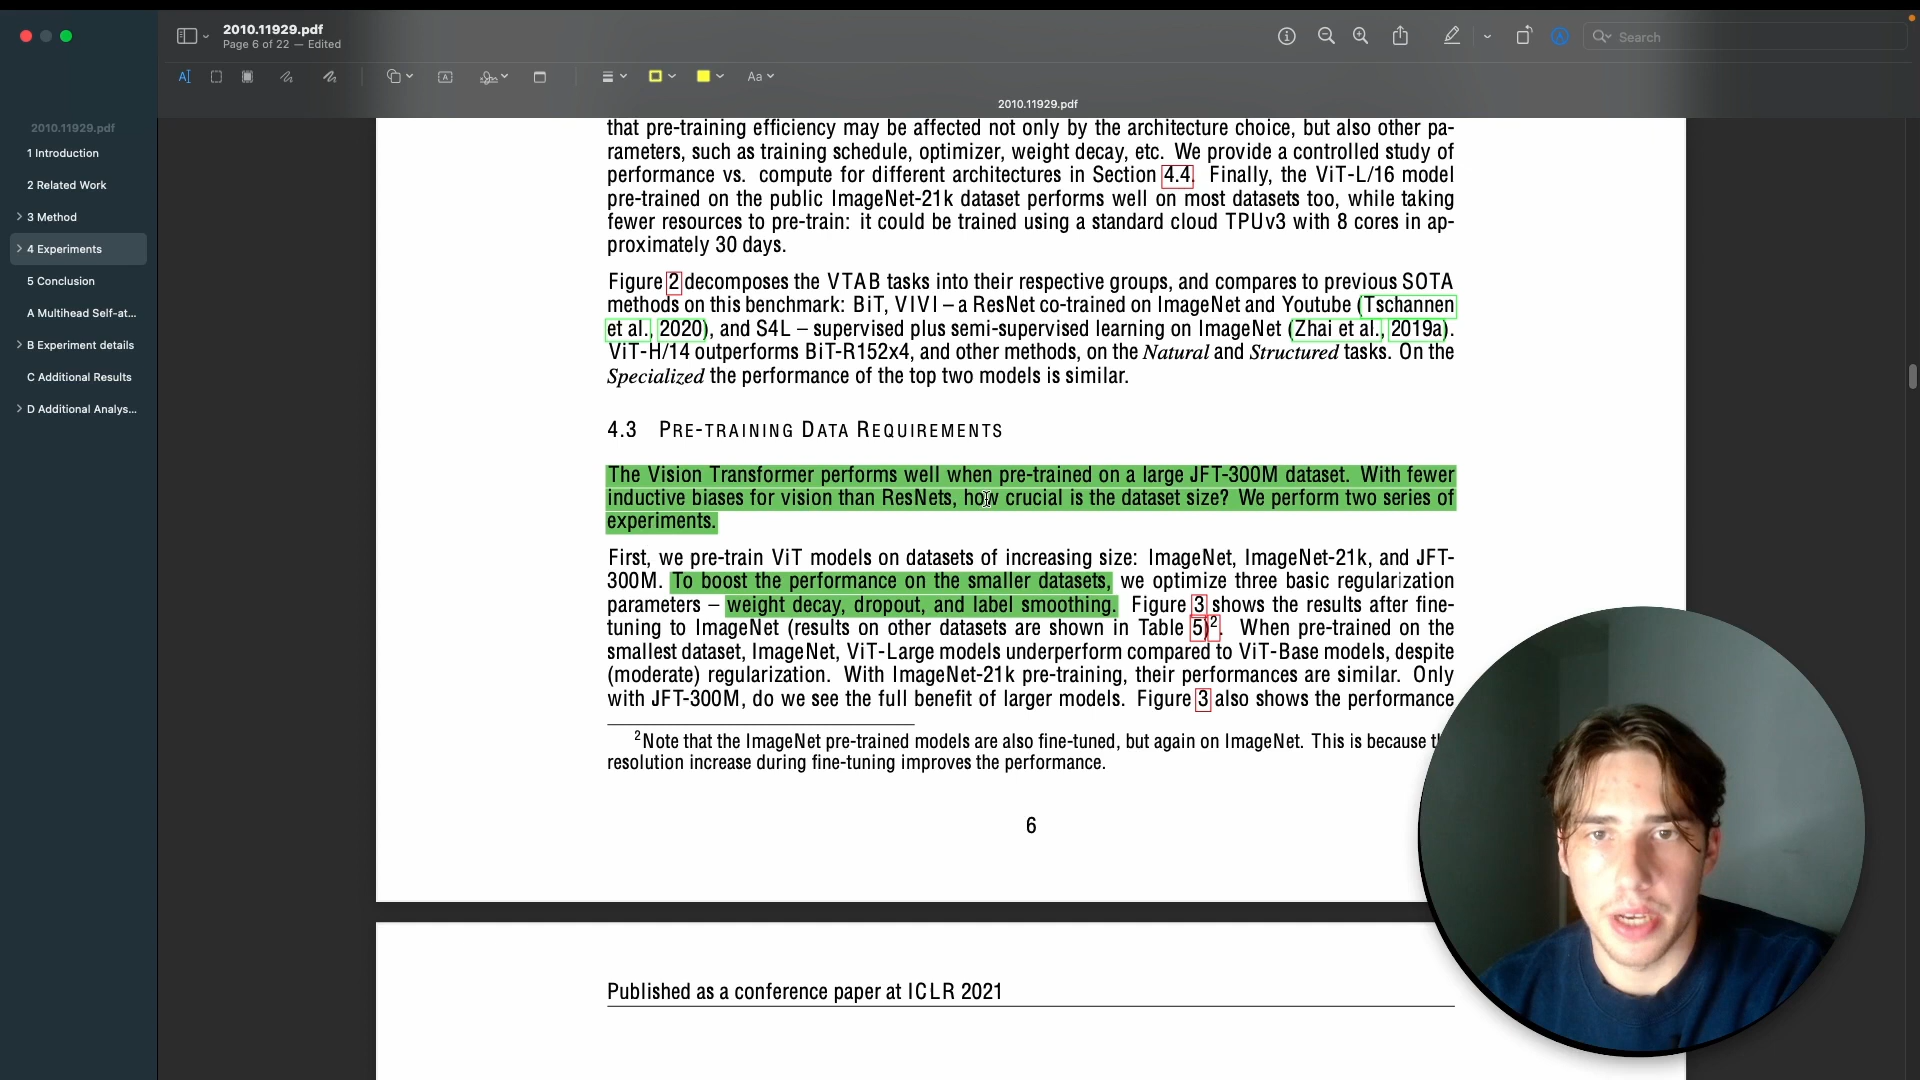 2010.11929.pdf
Page 6 of 22 — Edited
Search
Aa
2010.11929.pdf
2010.11929.pdf
1 Introduction
2 Related Work
3 Method
4 Experiments
5 Conclusion
A Multihead Self-at...
B Experiment details
C Additional Results
D Additional Analys...
that pre-training efficiency may be affected not only by the architecture choice, but also other pa-
rameters, such as training schedule, optimizer, weight decay, etc. We provide a controlled study of
performance vs. compute for different architectures in Section 4.4. Finally, the ViT-L/16 model
pre-trained on the public ImageNet-21k dataset performs well on most datasets too, while taking
fewer resources to pre-train: it could be trained using a standard cloud TPUv3 with 8 cores in ap-
proximately 30 days.
Figure 2 decomposes the VTAB tasks into their respective groups, and compares to previous SOTA
methods on this benchmark: BiT, VIVI – a ResNet co-trained on ImageNet and Youtube (Tschannen
et al., 2020), and S4L – supervised plus semi-supervised learning on ImageNet (Zhai et al., 2019a).
ViT-H/14 outperforms BiT-R152x4, and other methods, on the Natural and Structured tasks. On the
Specialized the performance of the top two models is similar.
4.3 PRE-TRAINING DATA REQUIREMENTS
The Vision Transformer performs well when pre-trained on a large JFT-300M dataset. With fewer
inductive biases for vision than ResNets, how crucial is the dataset size? We perform two series of
experiments.
First, we pre-train ViT models on datasets of increasing size: ImageNet, ImageNet-21k, and JFT-
300M. To boost the performance on the smaller datasets, we optimize three basic regularization
parameters – weight decay, dropout, and label smoothing. Figure 3 shows the results after fine-
tuning to ImageNet (results on other datasets are shown in Table 5)2. When pre-trained on the
smallest dataset, ImageNet, ViT-Large models underperform compared to ViT-Base models, despite
(moderate) regularization. With ImageNet-21k pre-training, their performances are similar. Only
with JFT-300M, do we see the full benefit of larger models. Figure 3 also shows the performance
2Note that the ImageNet pre-trained models are also fine-tuned, but again on ImageNet. This is because
resolution increase during fine-tuning improves the performance.
6
Published as a conference paper at ICLR 2021